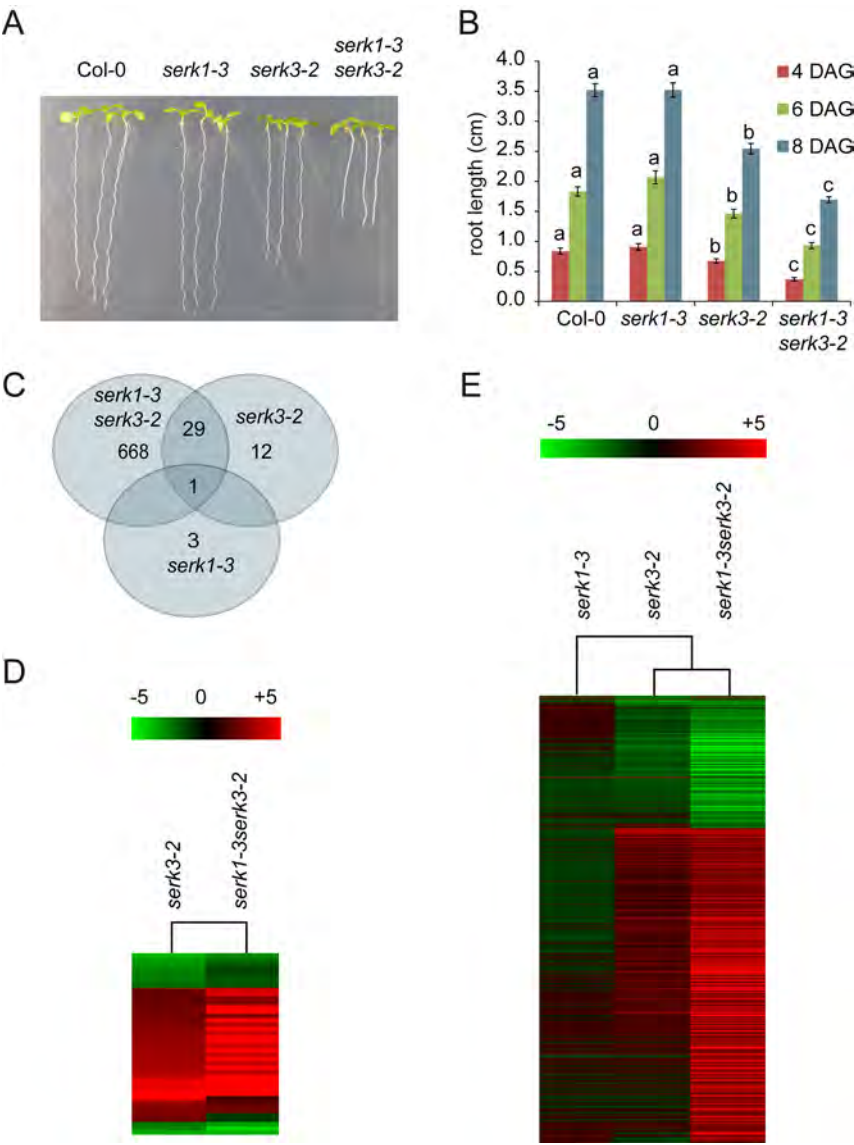 A
Col-0
serk1-3
serk3-2
serk1-3
serk3-2
B
4.0
3.5
3.0
2.5
2.0
1.5
1.0
0.5
0.0
root length (cm)
a
a
a
a
a
a
b
b
b
c
c
c
4 DAG
6 DAG
8 DAG
Col-0
serk1-3
serk3-2
serk1-3
serk3-2
C
serk1-3
serk3-2
668
29
serk3-2
12
1
3
serk1-3
D
-5 0 +5
serk3-2
serk1-3serk3-2
E
-5 0 +5
serk1-3
serk3-2
serk1-3serk3-2